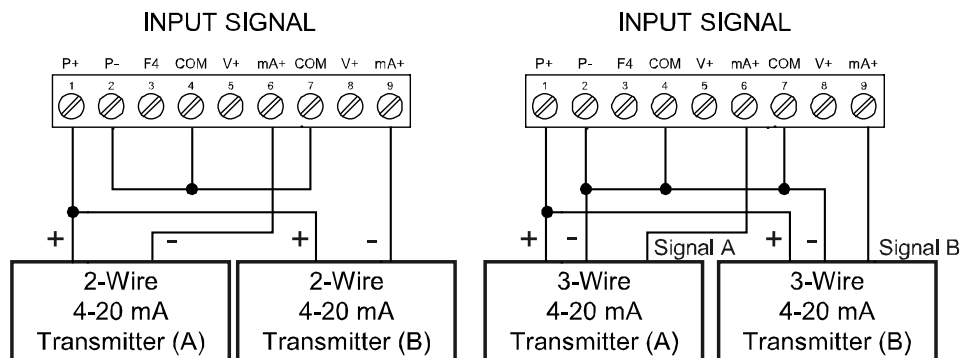 INPUT SIGNAL
P+ P- F4 COM V+ mA+ COM V+ mA+
1 2 3 4 5 6 7 8 9
+ - + -
2-Wire
4-20 mA
Transmitter (A)
2-Wire
4-20 mA
Transmitter (B)
INPUT SIGNAL
P+ P- F4 COM V+ mA+ COM V+ mA+
1 2 3 4 5 6 7 8 9
+ - Signal A + - Signal B
3-Wire
4-20 mA
Transmitter (A)
3-Wire
4-20 mA
Transmitter (B)